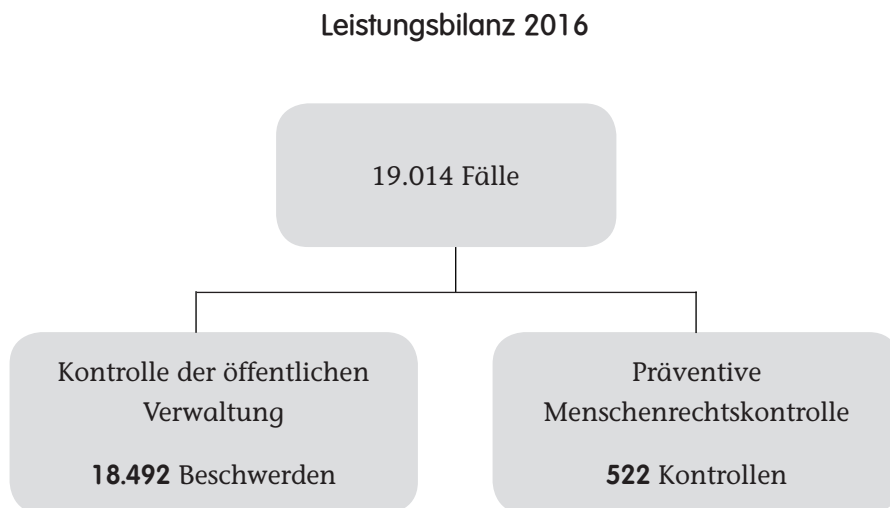 Leistungsbilanz 2016
19.014 Fälle
Kontrolle der öffentlichen
Verwaltung
18.492 Beschwerden
Präventive
Menschenrechtskontrolle
522 Kontrollen